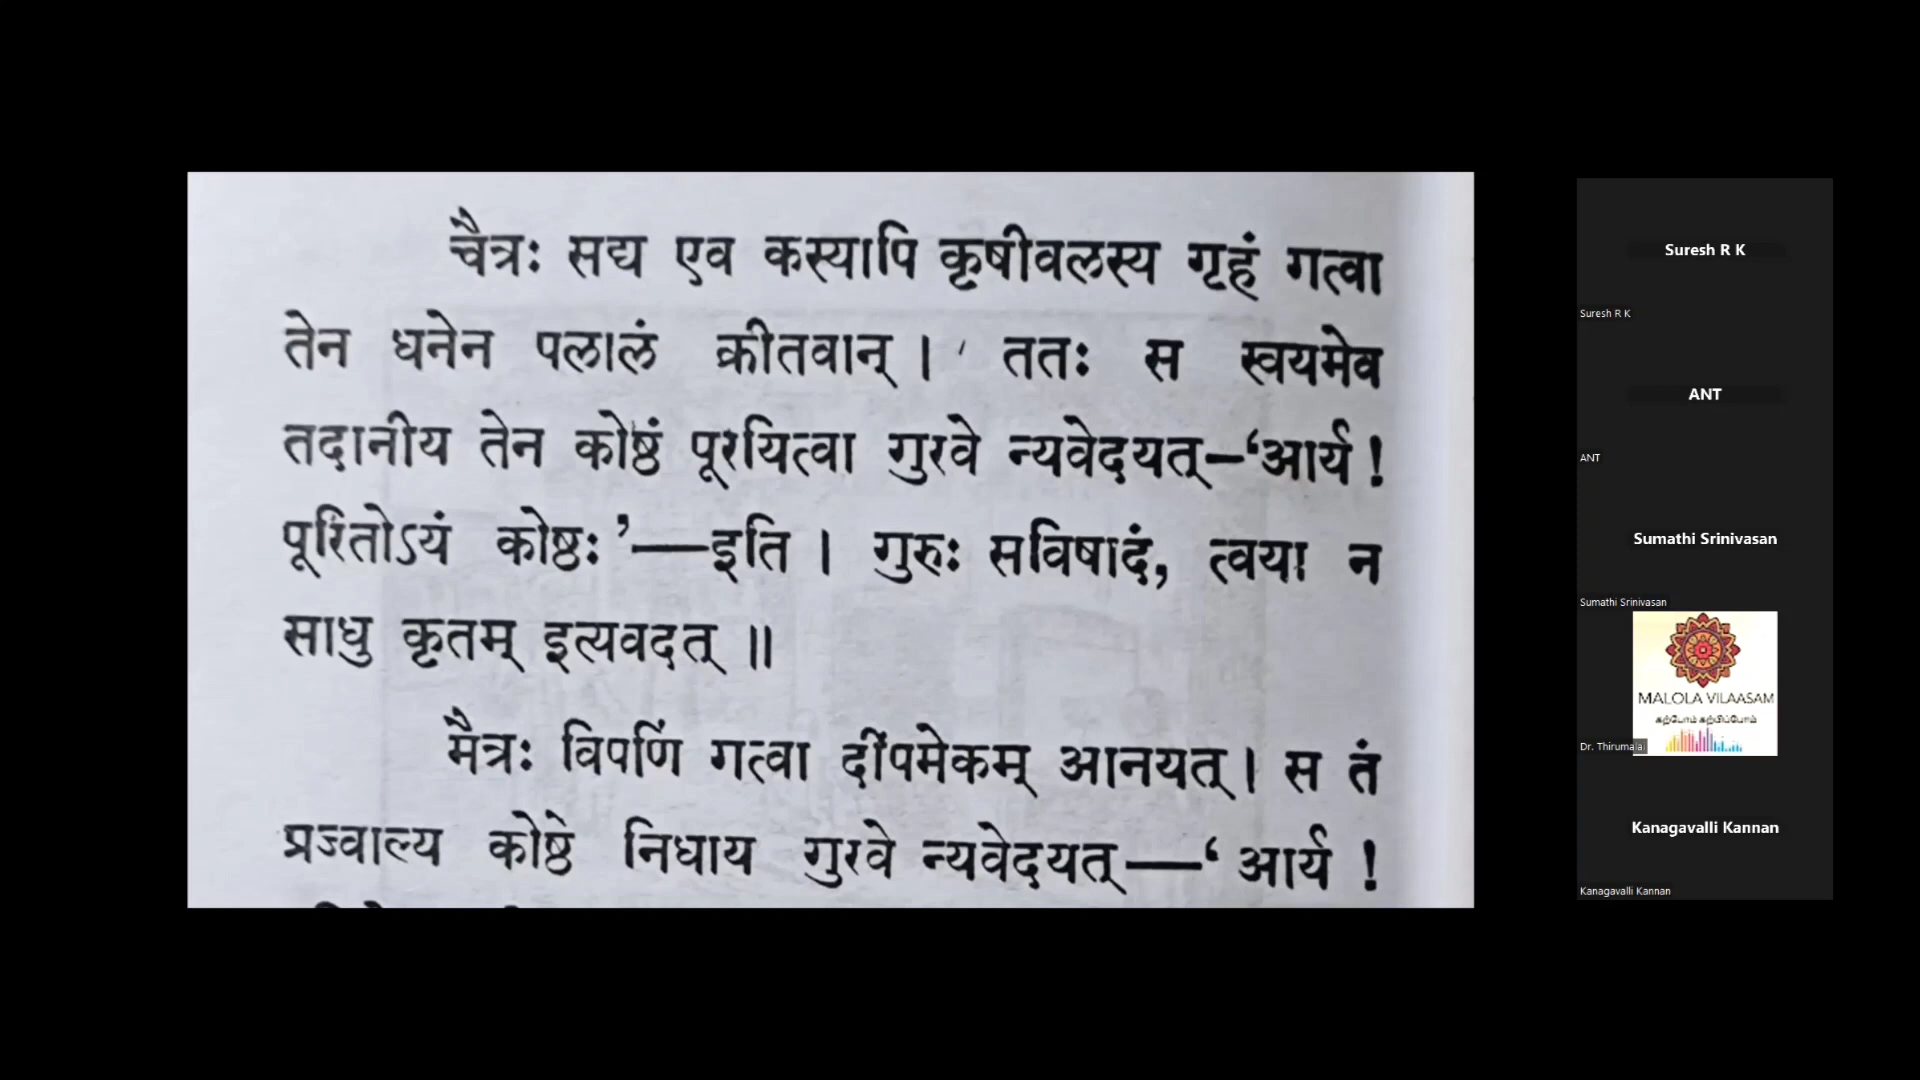 चैत्रः सद्य एव कस्यापि कृषीवलस्य गृहं गत्वा
तेन धनेन पलालं क्रीतवान् । ततः स स्वयमेव
तदानीय तेन कोष्ठं पूरयित्वा गुरवे न्यवेदयत्—‘आर्य !
पूरितोऽयं कोष्ठः ’—इति । गुरुः सविषादं, त्वया न
साधु कृतम् इत्यवदत् ॥
मैत्रः विपणिं गत्वा दीपमेकम् आनयत् । स तं
प्रज्वाल्य कोष्ठे निधाय गुरवे न्यवेदयत्—‘ आर्य !
Suresh R K
Suresh R K
ANT
ANT
Sumathi Srinivasan
Sumathi Srinivasan
MALOLA VILAASAM
கற்போம் கற்பிப்போம்
Dr. Thirumalai
Kanagavalli Kannan
Kanagavalli Kannan